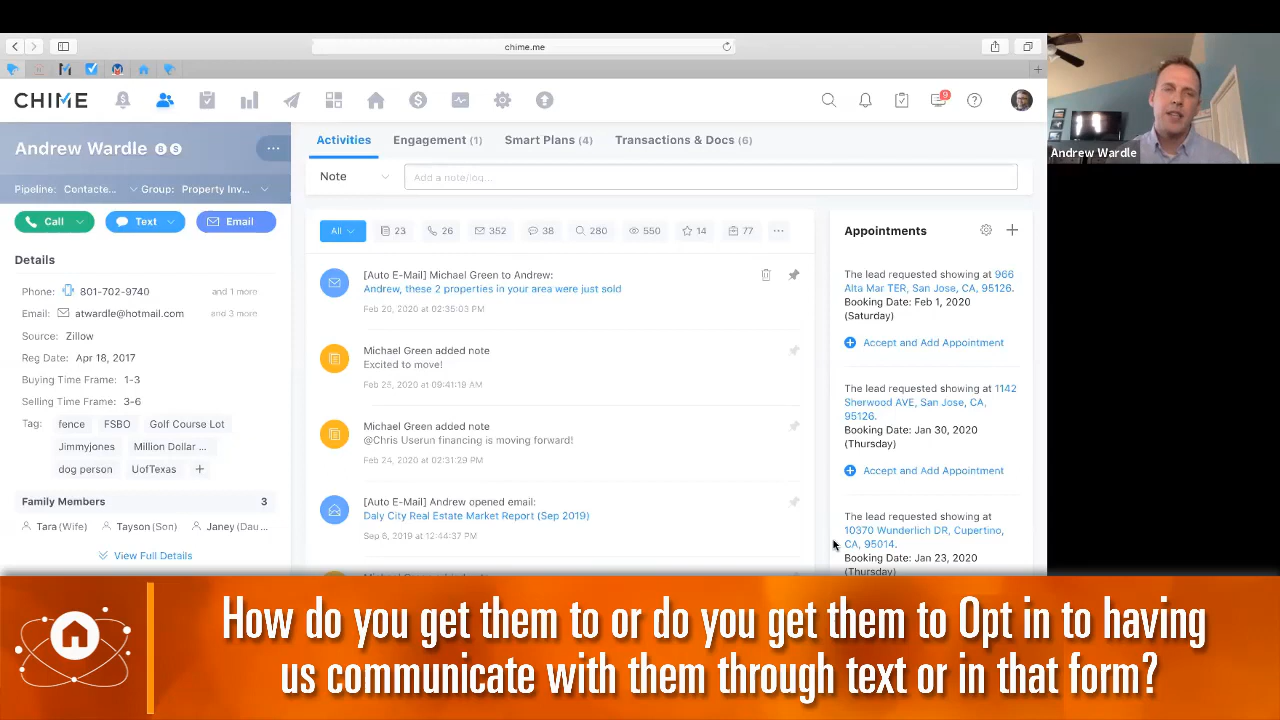 chime.me
CHIME
9
Andrew Wardle
Andrew Wardle B S
Pipeline: Contacte... Group: Property Inv...
Call Text Email
Details
Phone: 801-702-9740 and 1 more
Email: atwardle@hotmail.com and 3 more
Source: Zillow
Reg Date: Apr 18, 2017
Buying Time Frame: 1-3
Selling Time Frame: 3-6
Tag: fence FSBO Golf Course Lot
Jimmyjones Million Dollar ...
dog person UofTexas +
Family Members 3
Tara (Wife) Tayson (Son) Janey (Dau...
View Full Details
Activities Engagement (1) Smart Plans (4) Transactions & Docs (6)
Note Add a note/log...
All 23 26 352 38 280 550 14 77 ...
[Auto E-Mail] Michael Green to Andrew:
Andrew, these 2 properties in your area were just sold
Feb 20, 2020 at 02:35:03 PM
Michael Green added note
Excited to move!
Feb 25, 2020 at 09:41:19 AM
Michael Green added note
@Chris Userun financing is moving forward!
Feb 24, 2020 at 02:31:29 PM
[Auto E-Mail] Andrew opened email:
Daly City Real Estate Market Report (Sep 2019)
Sep 6, 2019 at 12:44:37 PM
Appointments
The lead requested showing at 966
Alta Mar TER, San Jose, CA, 95126.
Booking Date: Feb 1, 2020
(Saturday)
Accept and Add Appointment
The lead requested showing at 1142
Sherwood AVE, San Jose, CA,
95126.
Booking Date: Jan 30, 2020
(Thursday)
Accept and Add Appointment
The lead requested showing at
10370 Wunderlich DR, Cupertino,
CA, 95014.
Booking Date: Jan 23, 2020
(Thursday)
How do you get them to or do you get them to Opt in to having
us communicate with them through text or in that form?